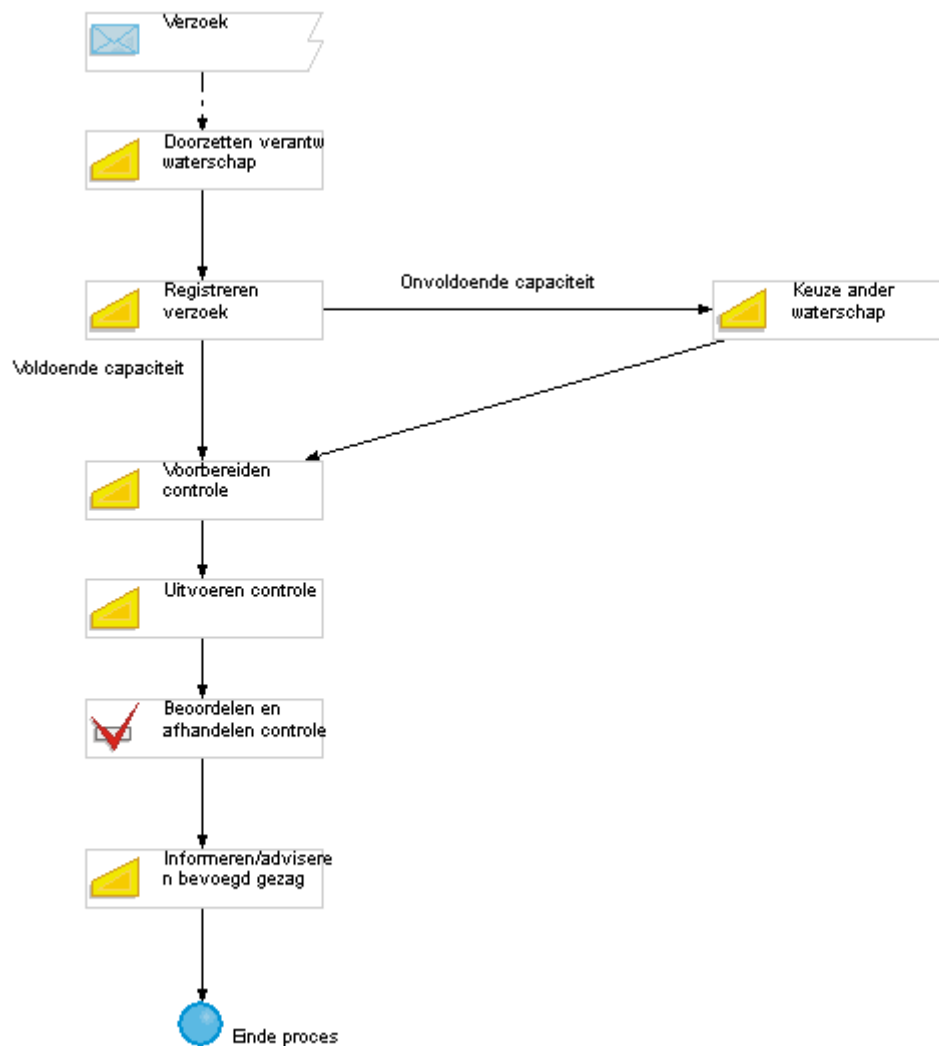 Verzoek
Doorzetten verantw
waterschap
Registreren
verzoek
Onvoldoende capaciteit
Keuze ander
waterschap
Voldoende capaciteit
Voorbereiden
controle
Uitvoeren controle
Beoordelen en
afhandelen controle
Informeren/advisere
n bevoegd gezag
Einde proces